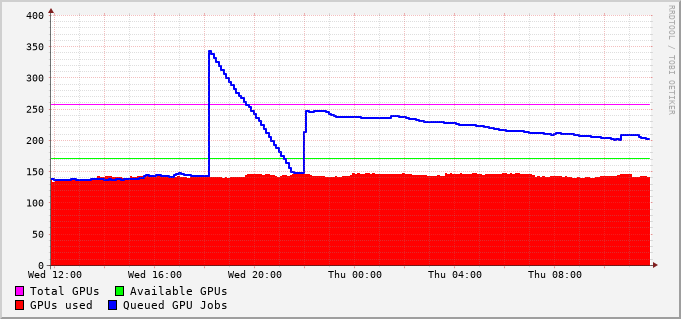 RRDTOOL / TOBI OETIKER
400
350
300
250
200
150
100
50
0
Wed 12:00 Wed 16:00 Wed 20:00 Thu 00:00 Thu 04:00 Thu 08:00
Total GPUs Available GPUs
GPUs used Queued GPU Jobs